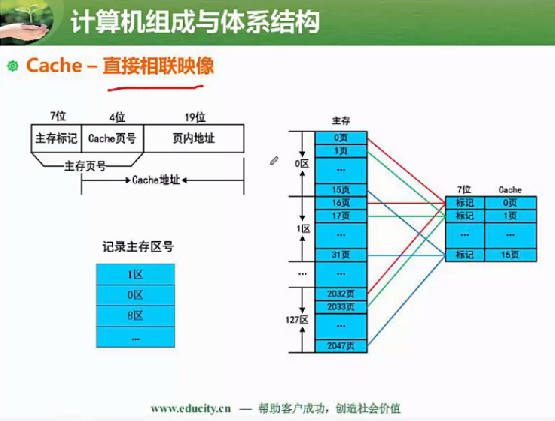 计算机组成与体系结构
Cache – 直接相联映像
7位 4位 19位
主存标记 Cache页号 页内地址
主存页号
Cache地址
记录主存区号
1区
0区
8区
...
主存
0区
0页
1页
...
15页
1区
16页
17页
...
31页
... ...
127区
2032页
2033页
...
2047页
7位 Cache
标记 0页
标记 1页
... ...
标记 15页
www.educity.cn — 帮助客户成功，创造社会价值